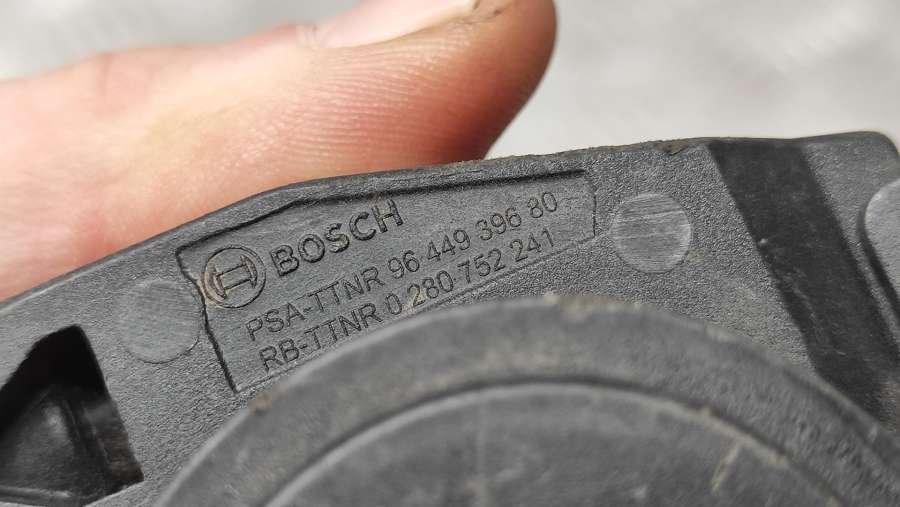 BOSCH
PSA-TTNR 96 449 396 80
RB-TTNR 0 280 752 241